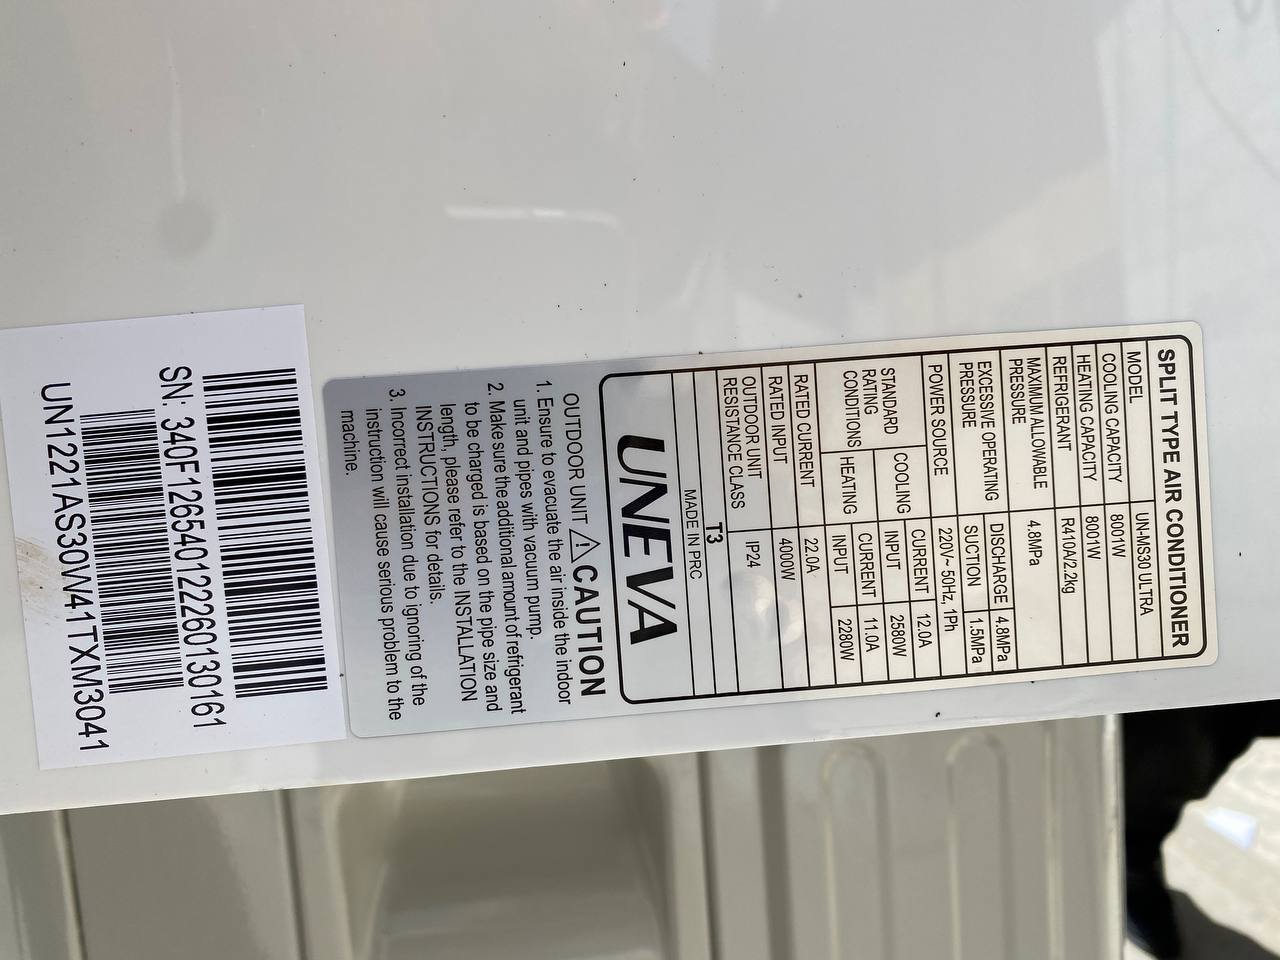 SPLIT TYPE AIR CONDITIONER
MODEL UN-MS30 ULTRA
COOLING CAPACITY 8001W
HEATING CAPACITY 8001W
REFRIGERANT R410A/2.2kg
MAXIMUM ALLOWABLE PRESSURE 4.8MPa
EXCESSIVE OPERATING PRESSURE DISCHARGE 4.8MPa
SUCTION 1.5MPa
POWER SOURCE 220V~ 50Hz, 1Ph
STANDARD RATING CONDITIONS COOLING CURRENT 12.0A
INPUT 2580W
HEATING CURRENT 11.0A
INPUT 2280W
RATED CURRENT 22.0A
RATED INPUT 4000W
OUTDOOR UNIT RESISTANCE CLASS IP24
T3
MADE IN PRC
UNEVA
OUTDOOR UNIT CAUTION
1. Ensure to evacuate the air inside the indoor
unit and pipes with vacuum pump.
2. Make sure the additional amount of refrigerant
to be charged is based on the pipe size and
length, please refer to the INSTALLATION
INSTRUCTIONS for details.
3. Incorrect installation due to ignoring of the
instruction will cause serious problem to the
machine.
SN: 340F126540122260130161
UN1221AS30W41TXM3041